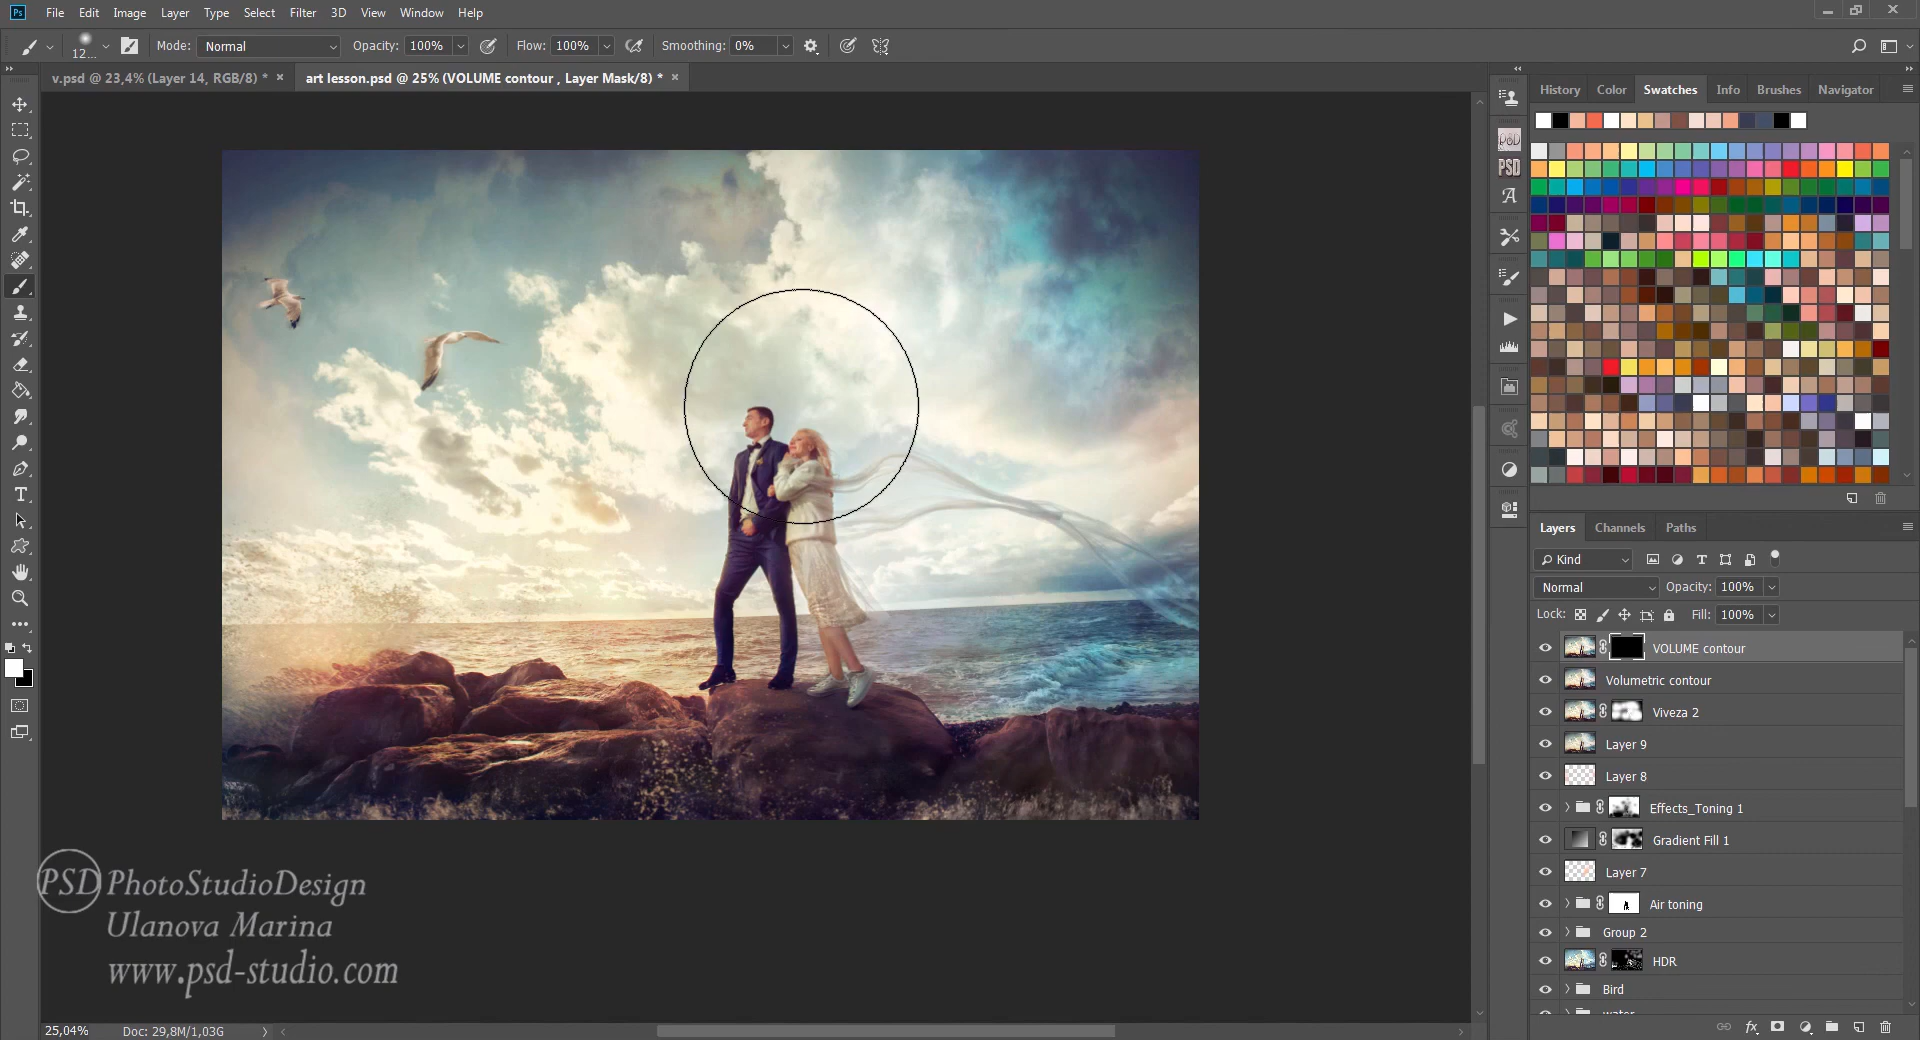 Ps File Edit Image Layer Type Select Filter 3D View Window Help
12... Mode: Normal Opacity: 100% Flow: 100% Smoothing: 0%
v.psd @ 23,4% (Layer 14, RGB/8) * × art lesson.psd @ 25% (VOLUME contour , Layer Mask/8) * ×
History Color Swatches Info Brushes Navigator
PSD
PSD
Layers Channels Paths
Kind
Normal Opacity: 100%
Lock: Fill: 100%
VOLUME contour
Volumetric contour
Viveza 2
Layer 9
Layer 8
Effects_Toning 1
Gradient Fill 1
Layer 7
Air toning
Group 2
HDR
Bird
water
PSD PhotoStudioDesign
Ulanova Marina
www.psd-studio.com
25,04% Doc: 29,8M/1,03G